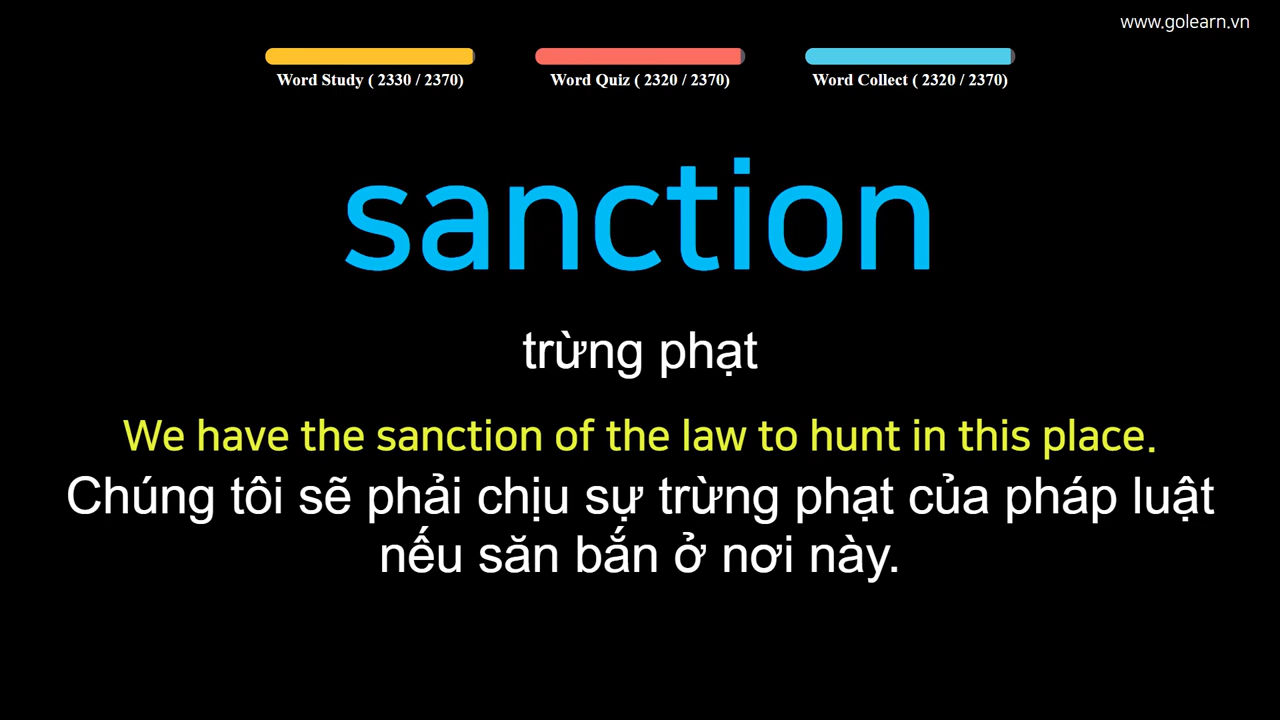 www.golearn.vn
Word Study ( 2330 / 2370)
Word Quiz ( 2320 / 2370)
Word Collect ( 2320 / 2370)
sanction
trừng phạt
We have the sanction of the law to hunt in this place.
Chúng tôi sẽ phải chịu sự trừng phạt của pháp luật
nếu săn bắn ở nơi này.